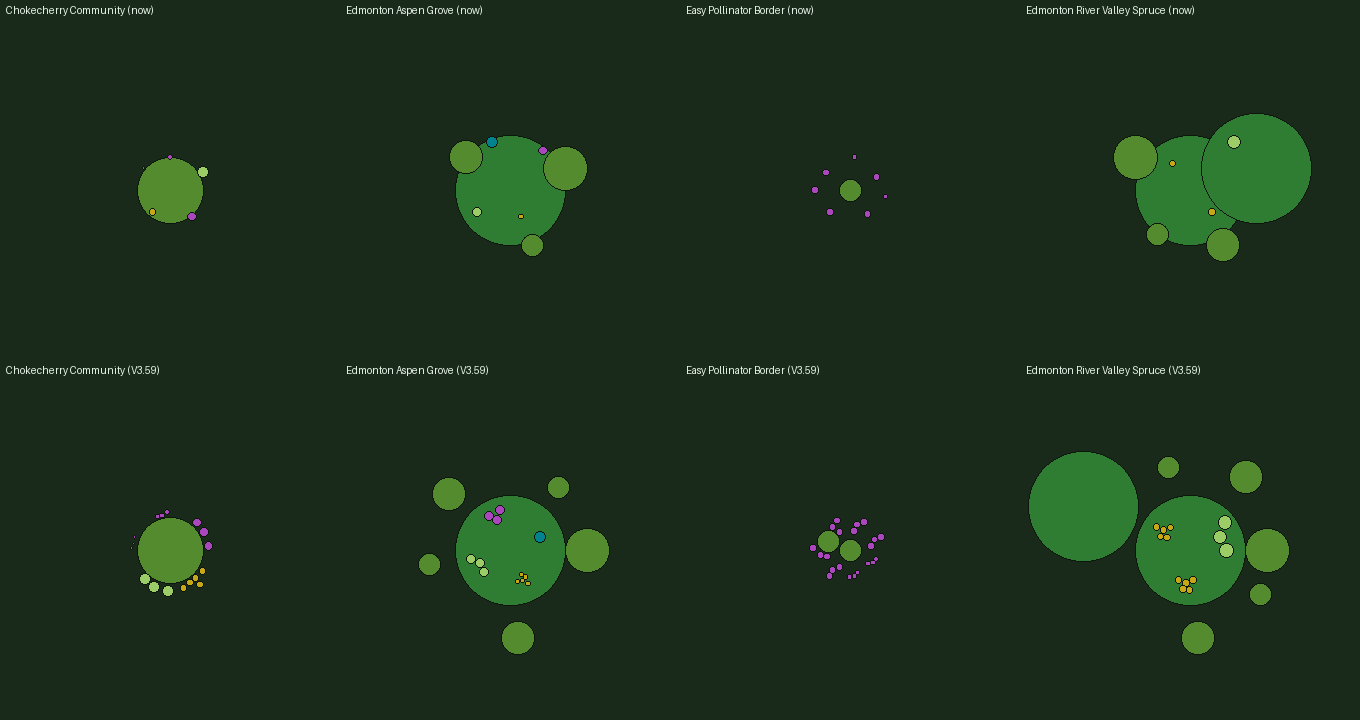 Chokecherry Community (now)
Edmonton Aspen Grove (now)
Easy Pollinator Border (now)
Edmonton River Valley Spruce (now)
Chokecherry Community (V3.59)
Edmonton Aspen Grove (V3.59)
Easy Pollinator Border (V3.59)
Edmonton River Valley Spruce (V3.59)